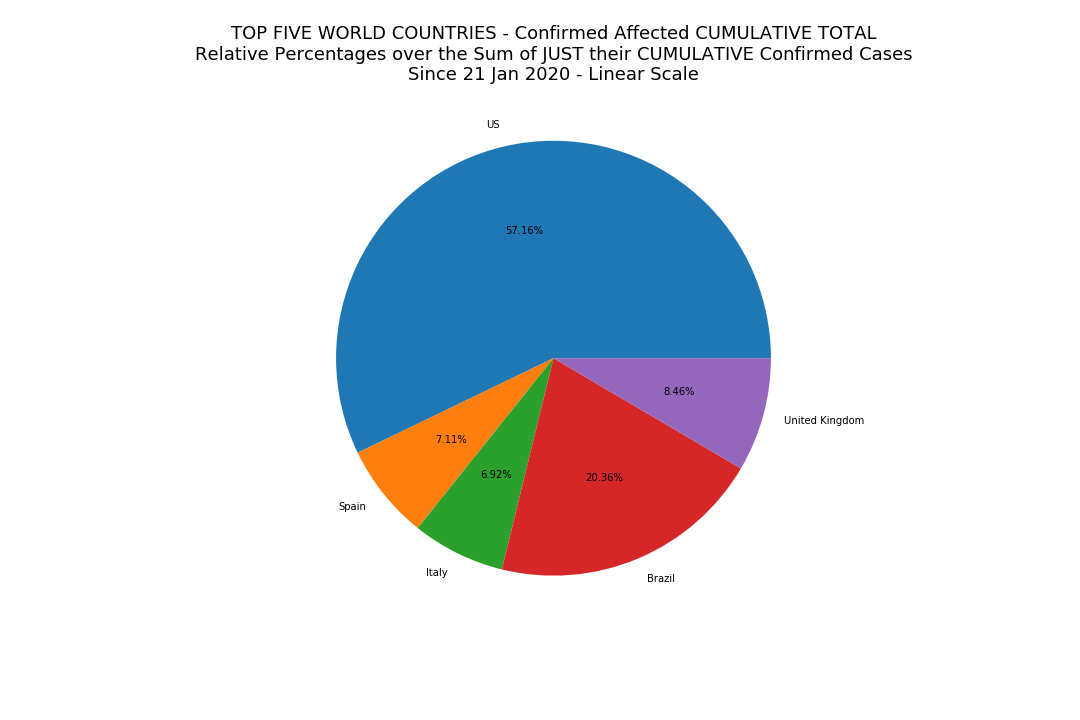 TOP FIVE WORLD COUNTRIES - Confirmed Affected CUMULATIVE TOTAL
Relative Percentages over the Sum of JUST their CUMULATIVE Confirmed Cases
Since 21 Jan 2020 - Linear Scale
US
57.16%
8.46%
United Kingdom
7.11%
6.92%
20.36%
Spain
Italy
Brazil